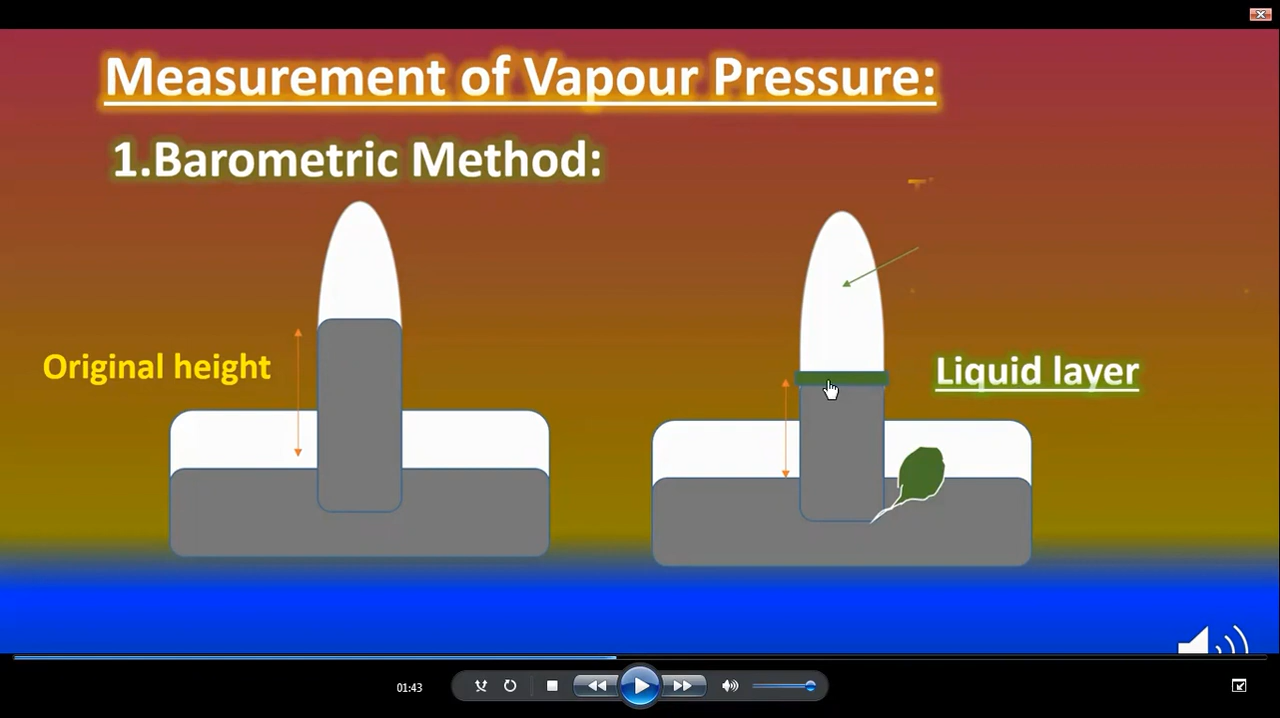 Measurement of Vapour Pressure:
1.Barometric Method:
Original height
Liquid layer
01:43